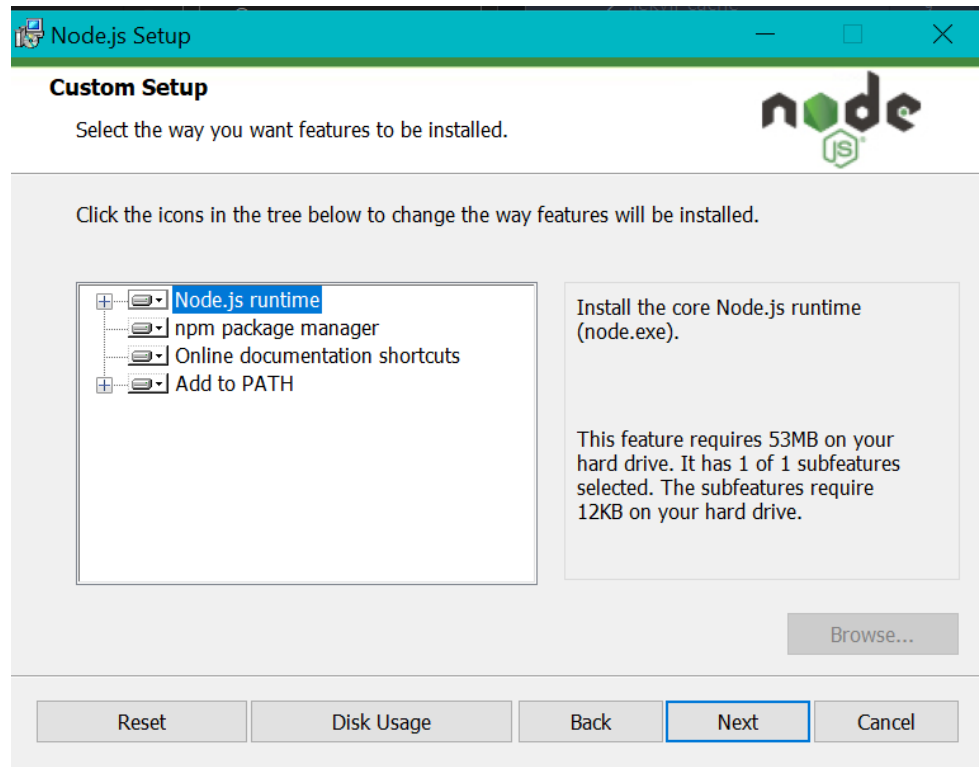 Node.js Setup
Custom Setup
Select the way you want features to be installed.
node
JS
Click the icons in the tree below to change the way features will be installed.
Node.js runtime
npm package manager
Online documentation shortcuts
Add to PATH
Install the core Node.js runtime
(node.exe).
This feature requires 53MB on your
hard drive. It has 1 of 1 subfeatures
selected. The subfeatures require
12KB on your hard drive.
Browse...
Reset
Disk Usage
Back
Next
Cancel